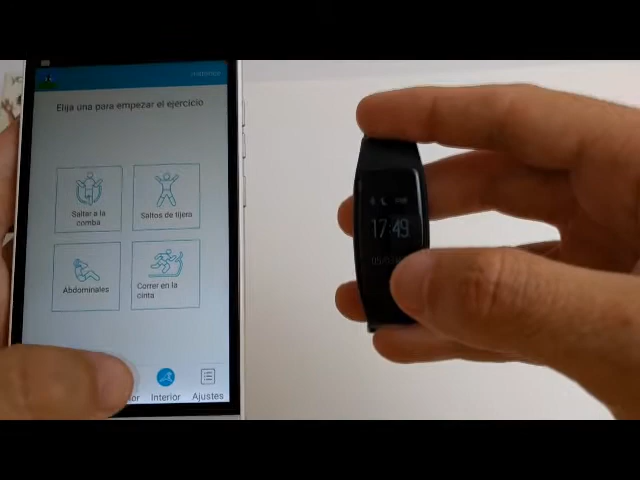 Elija una para empezar el ejercicio
Saltar a la
comba
Saltos de tijera
Abdominales
Correr en la
cinta
Interior
Ajustes
17:49